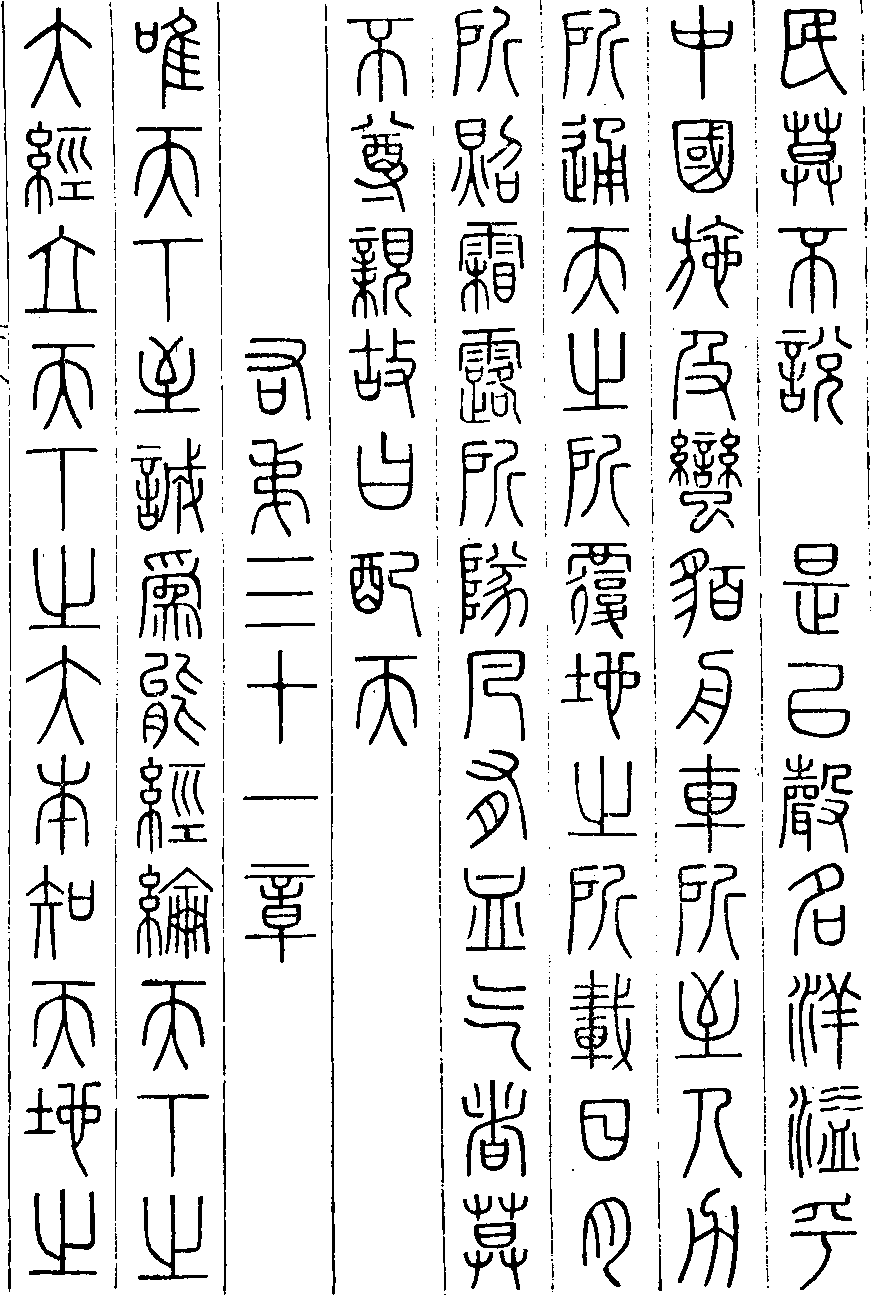 民莫不說　是以聲名洋溢乎
中國施及蠻貊舟車所至人力
所通天之所覆地之所載日月
所照霜露所隊凡有血气者莫
不尊親故曰配天
右弟三十一章
唯天下至誠爲能經綸天下之
大經立天下之大本知天地之